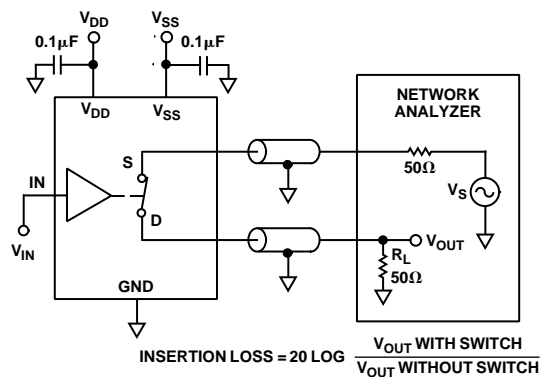 VDD
VSS
0.1µF
0.1µF
VDD
VSS
NETWORK
ANALYZER
S
50Ω
VS
IN
D
VOUT
RL
50Ω
VIN
GND
INSERTION LOSS = 20 LOG
VOUT WITH SWITCH
VOUT WITHOUT SWITCH